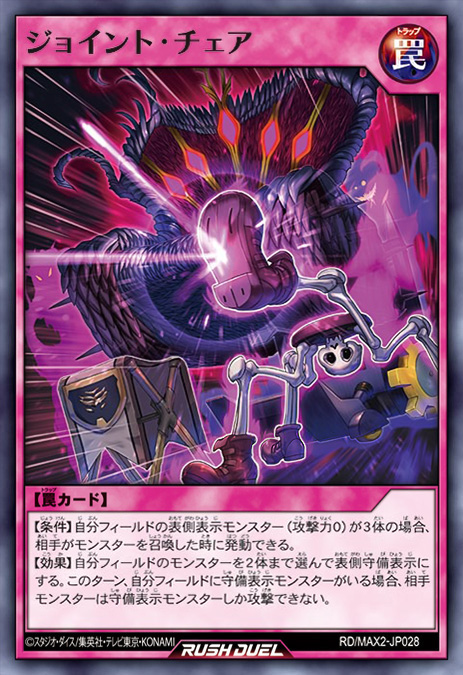 ジョイント・チェア
トラップ
罠
トラップ
【罠カード】
【条件】自分フィールドの表側表示モンスター(攻撃力0)が3体の場合、
相手がモンスターを召喚した時に発動できる。
【効果】自分フィールドのモンスターを2体まで選んで表側守備表示に
する。このターン、自分フィールドに守備表示モンスターがいる場合、相手
モンスターは守備表示モンスターしか攻撃できない。
©スタジオ・ダイス/集英社・テレビ東京・KONAMI
RUSH DUEL
RD/MAX2-JP028